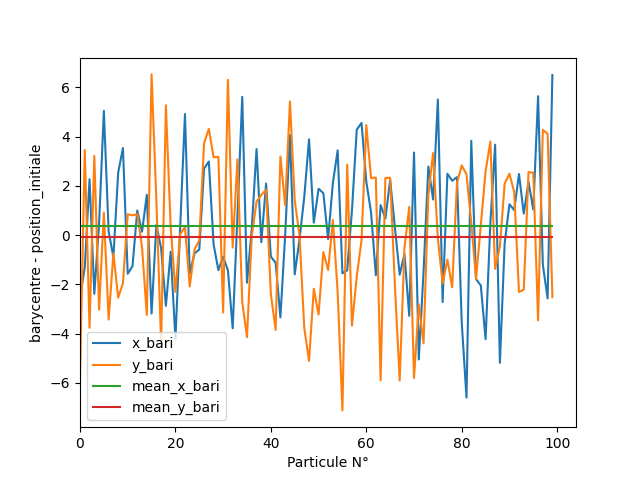 6
4
2
0
−2
−4
−6
barycentre - position_initiale
x_bari
y_bari
mean_x_bari
mean_y_bari
0 20 40 60 80 100
Particule N°